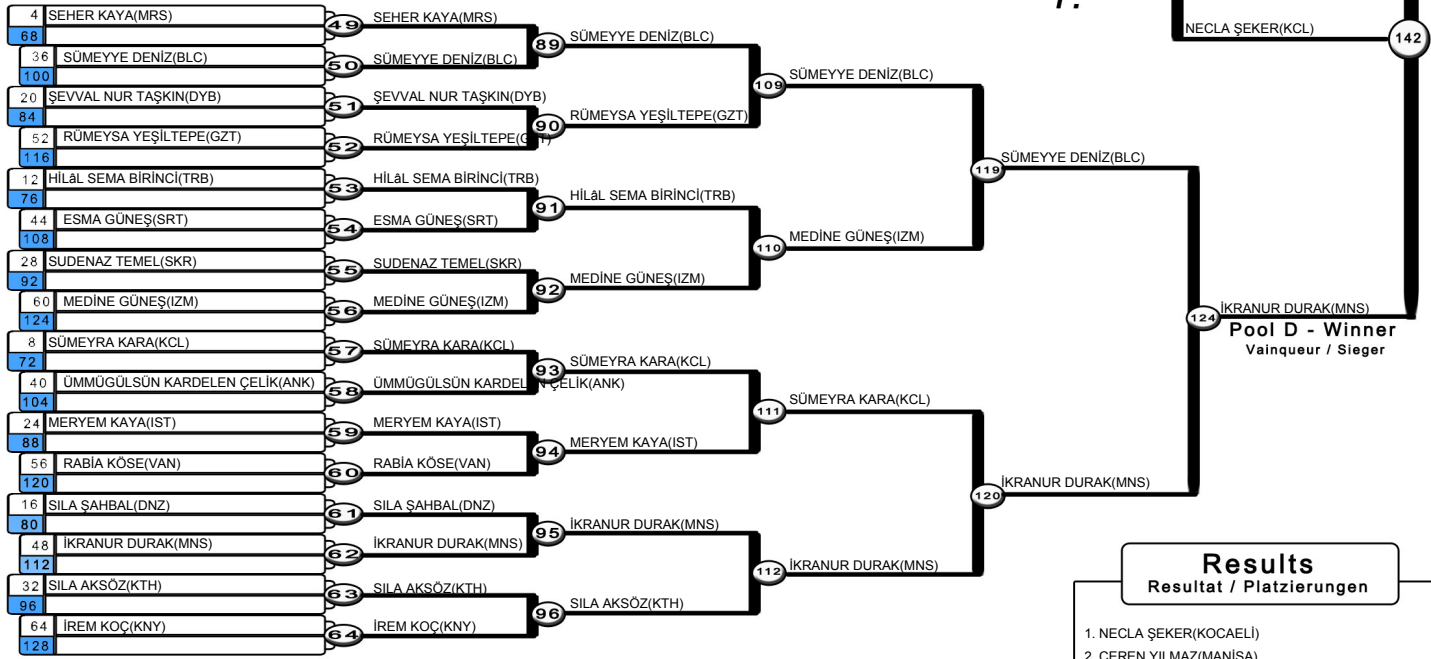 1.
NECLA ŞEKER(KCL)
142
4 SEHER KAYA(MRS)
68
49 SEHER KAYA(MRS)
89 SÜMEYYE DENİZ(BLC)
36 SÜMEYYE DENİZ(BLC)
100
50 SÜMEYYE DENİZ(BLC)
109 SÜMEYYE DENİZ(BLC)
20 ŞEVVAL NUR TAŞKIN(DYB)
84
51 ŞEVVAL NUR TAŞKIN(DYB)
90 RÜMEYSA YEŞİLTEPE(GZT)
52 RÜMEYSA YEŞİLTEPE(GZT)
116
52 RÜMEYSA YEŞİLTEPE(GZT)
119 SÜMEYYE DENİZ(BLC)
12 HİLâL SEMA BİRİNCİ(TRB)
76
53 HİLâL SEMA BİRİNCİ(TRB)
91 HİLâL SEMA BİRİNCİ(TRB)
44 ESMA GÜNEŞ(SRT)
108
54 ESMA GÜNEŞ(SRT)
110 MEDİNE GÜNEŞ(IZM)
28 SUDENAZ TEMEL(SKR)
92
55 SUDENAZ TEMEL(SKR)
92 MEDİNE GÜNEŞ(IZM)
60 MEDİNE GÜNEŞ(IZM)
124
56 MEDİNE GÜNEŞ(IZM)
124 İKRANUR DURAK(MNS)
Pool D - Winner
Vainqueur / Sieger
8 SÜMEYRA KARA(KCL)
72
57 SÜMEYRA KARA(KCL)
93 SÜMEYRA KARA(KCL)
40 ÜMMÜGÜLSÜN KARDELEN ÇELİK(ANK)
104
58 ÜMMÜGÜLSÜN KARDELEN ÇELİK(ANK)
111 SÜMEYRA KARA(KCL)
24 MERYEM KAYA(IST)
88
59 MERYEM KAYA(IST)
94 MERYEM KAYA(IST)
56 RABİA KÖSE(VAN)
120
60 RABİA KÖSE(VAN)
120 İKRANUR DURAK(MNS)
16 SILA ŞAHBAL(DNZ)
80
61 SILA ŞAHBAL(DNZ)
95 İKRANUR DURAK(MNS)
48 İKRANUR DURAK(MNS)
112
62 İKRANUR DURAK(MNS)
112 İKRANUR DURAK(MNS)
32 SILA AKSÖZ(KTH)
96
63 SILA AKSÖZ(KTH)
96 SILA AKSÖZ(KTH)
64 İREM KOÇ(KNY)
128
64 İREM KOÇ(KNY)
Results
Resultat / Platzierungen
1. NECLA ŞEKER(KOCAELİ)
2. CEREN YILMAZ(MANİSA)